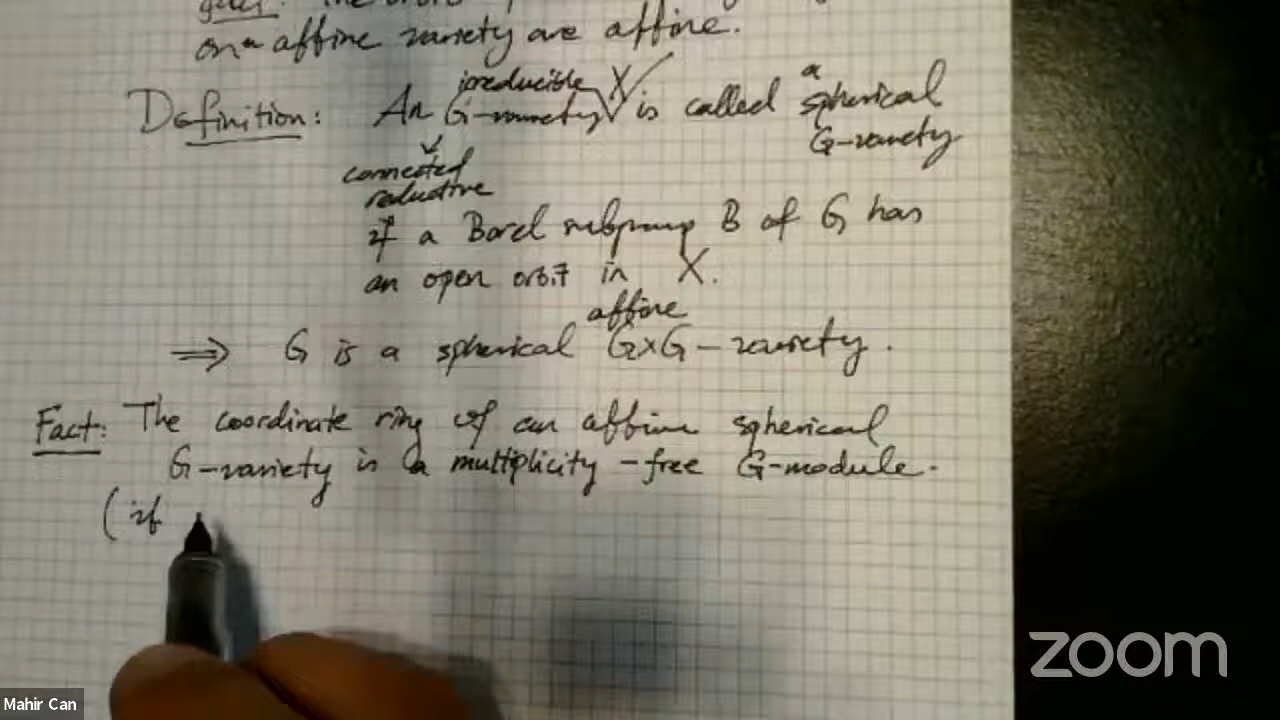 The orbit
on affine variety are affine.
irreducible X a
Definition: An G-variety is called spherical
G-variety
connected
reductive
if a Borel subgroup B of G has
an open orbit in X.
affine
⟹ G is a spherical G×G-variety.
Fact: The coordinate ring of an affine spherical
G-variety is a multiplicity-free G-module.
(if
zoom
Mahir Can